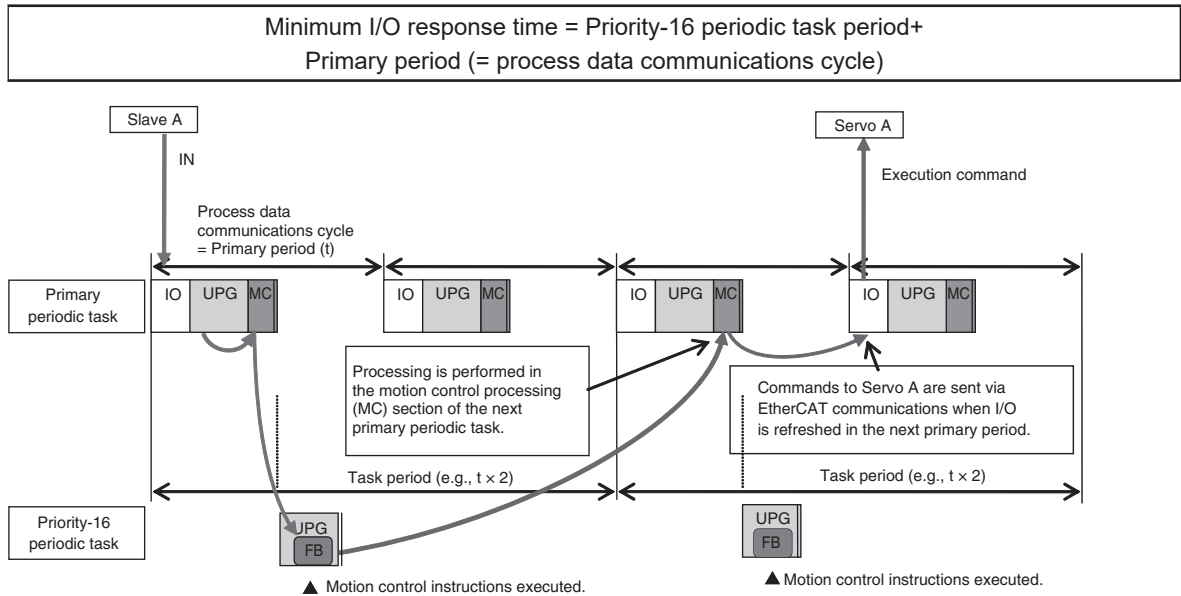 Minimum I/O response time = Priority-16 periodic task period+
Primary period (= process data communications cycle)
Slave A
Servo A
IN
Execution command
Process data
communications cycle
= Primary period (t)
Primary
periodic task
IO UPG MC
IO UPG MC
IO UPG MC
IO UPG MC
Processing is performed in
the motion control processing
(MC) section of the next
primary periodic task.
Commands to Servo A are sent via
EtherCAT communications when I/O
is refreshed in the next primary period.
Task period (e.g., t × 2)
Task period (e.g., t × 2)
Priority-16
periodic task
UPG
FB
UPG
FB
▲ Motion control instructions executed.
▲ Motion control instructions executed.